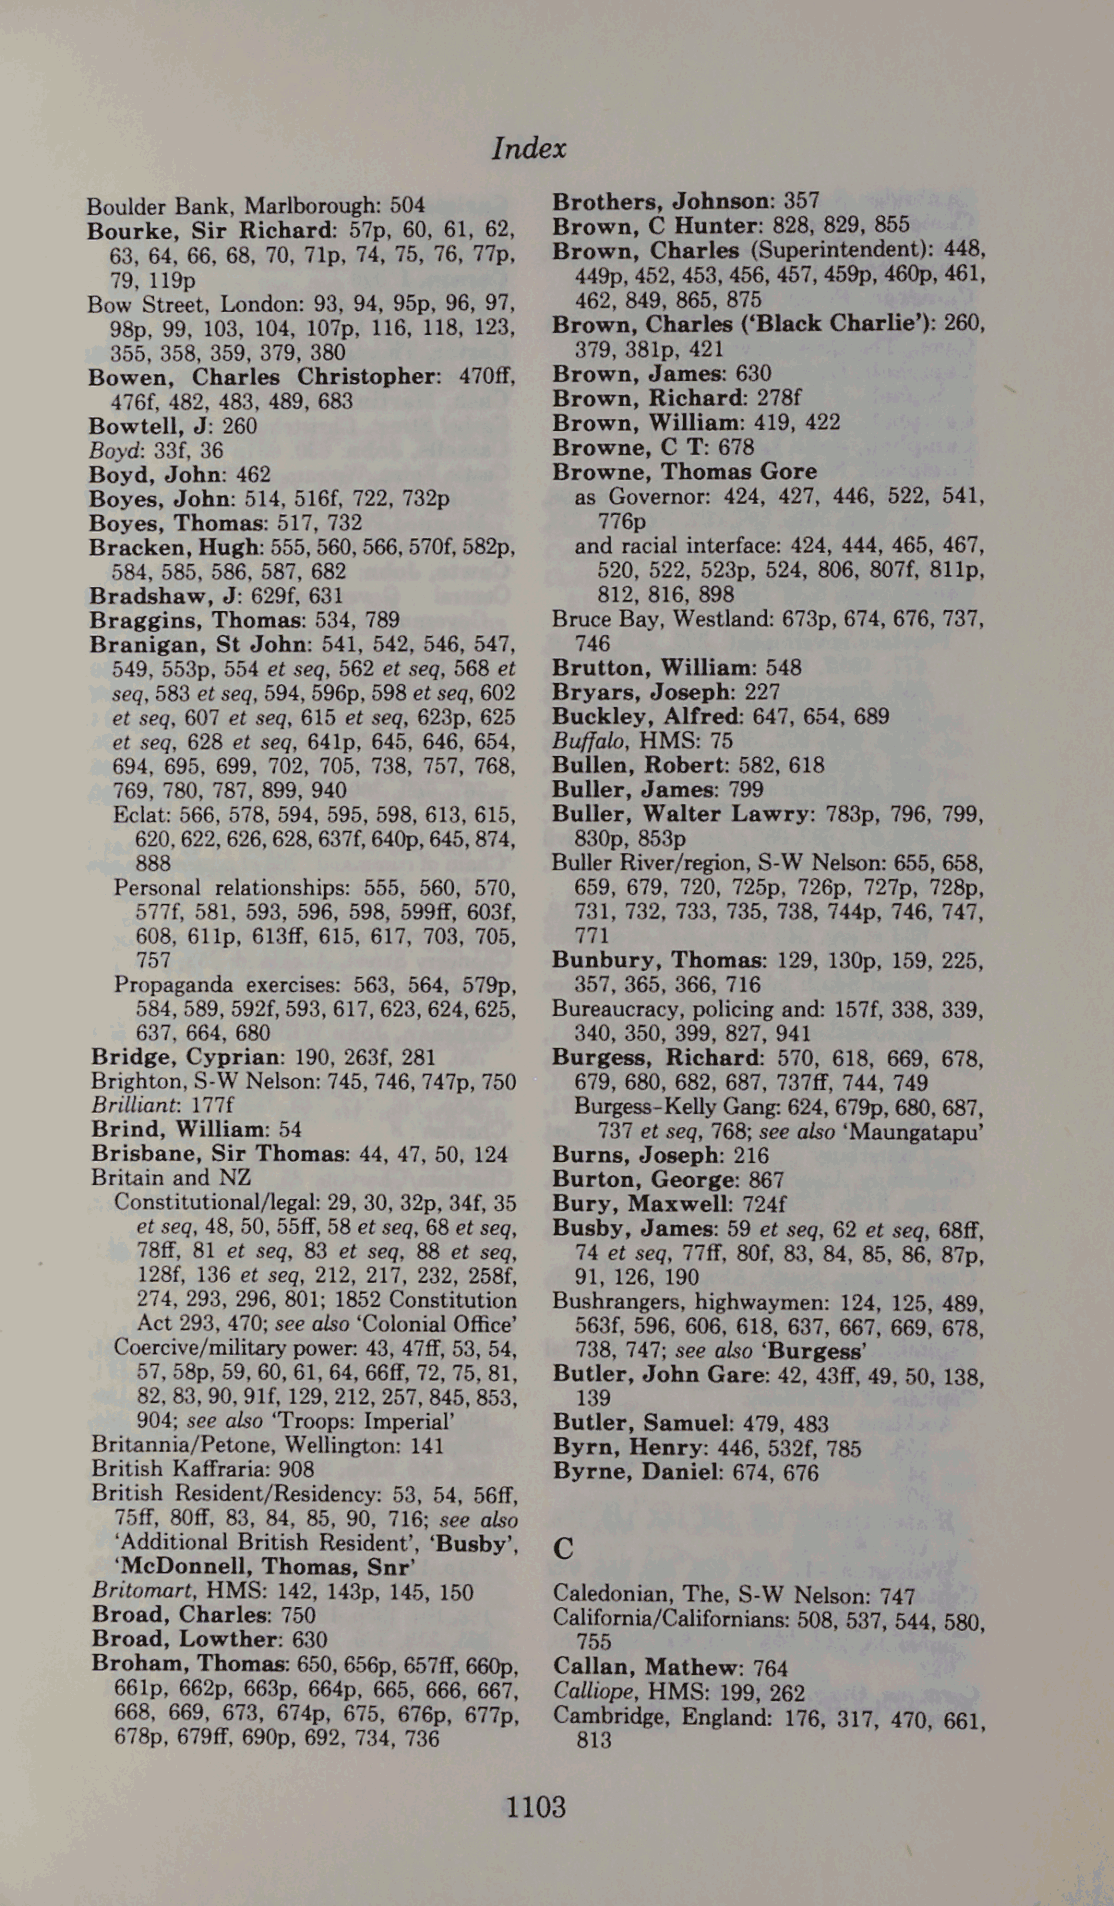 Index
Boulder Bank, Marlborough: 504
Bourke, Sir Richard: 57p, 60, 61, 62,
63, 64, 66, 68, 70, 71p, 74, 75, 76, 77p,
79, 119p
Bow Street, London: 93, 94, 95p, 96, 97,
98p, 99, 103, 104, 107p, 116, 118, 123,
355, 358, 359, 379, 380
Bowen, Charles Christopher: 470ff,
476f, 482, 483, 489, 683
Bowtell, J: 260
Boyd: 33f, 36
Boyd, John: 462
Boyes, John: 514, 516f, 722, 732p
Boyes, Thomas: 517, 732
Bracken, Hugh: 555, 560, 566, 570f, 582p,
584, 585, 586, 587, 682
Bradshaw, J: 629f, 631
Braggins, Thomas: 534, 789
Branigan, St John: 541, 542, 546, 547,
549, 553p, 554 et seq, 562 et seq, 568 et
seq, 583 et seq, 594, 596p, 598 et seq, 602
et seq, 607 et seq, 615 et seq, 623p, 625
et seq, 628 et seq, 641p, 645, 646, 654,
694, 695, 699, 702, 705, 738, 757, 768,
769, 780, 787, 899, 940
Eclat: 566, 578, 594, 595, 598, 613, 615,
620, 622, 626, 628, 637f, 640p, 645, 874,
888
Personal relationships: 555, 560, 570,
577f, 581, 593, 596, 598, 599ff, 603f,
608, 611p, 613ff, 615, 617, 703, 705,
757
Propaganda exercises: 563, 564, 579p,
584, 589, 592f, 593, 617, 623, 624, 625,
637, 664, 680
Bridge, Cyprian: 190, 263f, 281
Brighton, S-W Nelson: 745, 746, 747p, 750
Brilliant: 177f
Brind, William: 54
Brisbane, Sir Thomas: 44, 47, 50, 124
Britain and NZ
Constitutional/legal: 29, 30, 32p, 34f, 35
et seq, 48, 50, 55ff, 58 et seq, 68 et seq,
78ff, 81 et seq, 83 et seq, 88 et seq,
128f, 136 et seq, 212, 217, 232, 258f,
274, 293, 296, 801; 1852 Constitution
Act 293, 470; see also 'Colonial Office'
Coercive/military power: 43, 47ff, 53, 54,
57, 58p, 59, 60, 61, 64, 66ff, 72, 75, 81,
82, 83, 90, 91f, 129, 212, 257, 845, 853,
904; see also 'Troops: Imperial'
Britannia/Petone, Wellington: 141
British Kaffraria: 908
British Resident/Residency: 53, 54, 56ff,
75ff, 80ff, 83, 84, 85, 90, 716; see also
'Additional British Resident', 'Busby',
'McDonnell, Thomas, Snr'
Britomart, HMS: 142, 143p, 145, 150
Broad, Charles: 750
Broad, Lowther: 630
Broham, Thomas: 650, 656p, 657ff, 660p,
661p, 662p, 663p, 664p, 665, 666, 667,
668, 669, 673, 674p, 675, 676p, 677p,
678p, 679ff, 690p, 692, 734, 736
Brothers, Johnson: 357
Brown, C Hunter: 828, 829, 855
Brown, Charles (Superintendent): 448,
449p, 452, 453, 456, 457, 459p, 460p, 461,
462, 849, 865, 875
Brown, Charles ('Black Charlie'): 260,
379, 381p, 421
Brown, James: 630
Brown, Richard: 278f
Brown, William: 419, 422
Browne, C T: 678
Browne, Thomas Gore
as Governor: 424, 427, 446, 522, 541,
776p
and racial interface: 424, 444, 465, 467,
520, 522, 523p, 524, 806, 807f, 811p,
812, 816, 898
Bruce Bay, Westland: 673p, 674, 676, 737,
746
Brutton, William: 548
Bryars, Joseph: 227
Buckley, Alfred: 647, 654, 689
Buffalo, HMS: 75
Bullen, Robert: 582, 618
Buller, James: 799
Buller, Walter Lawry: 783p, 796, 799,
830p, 853p
Buller River/region, S-W Nelson: 655, 658,
659, 679, 720, 725p, 726p, 727p, 728p,
731, 732, 733, 735, 738, 744p, 746, 747,
771
Bunbury, Thomas: 129, 130p, 159, 225,
357, 365, 366, 716
Bureaucracy, policing and: 157f, 338, 339,
340, 350, 399, 827, 941
Burgess, Richard: 570, 618, 669, 678,
679, 680, 682, 687, 737ff, 744, 749
Burgess-Kelly Gang: 624, 679p, 680, 687,
737 et seq, 768; see also 'Maungatapu'
Burns, Joseph: 216
Burton, George: 867
Bury, Maxwell: 724f
Busby, James: 59 et seq, 62 et seq, 68ff,
74 et seq, 77ff, 80f, 83, 84, 85, 86, 87p,
91, 126, 190
Bushrangers, highwaymen: 124, 125, 489,
563f, 596, 606, 618, 637, 667, 669, 678,
738, 747; see also 'Burgess'
Butler, John Gare: 42, 43ff, 49, 50, 138,
139
Butler, Samuel: 479, 483
Byrn, Henry: 446, 532f, 785
Byrne, Daniel: 674, 676
C
Caledonian, The, S-W Nelson: 747
California/Californians: 508, 537, 544, 580,
755
Callan, Mathew: 764
Calliope, HMS: 199, 262
Cambridge, England: 176, 317, 470, 661,
813
1103